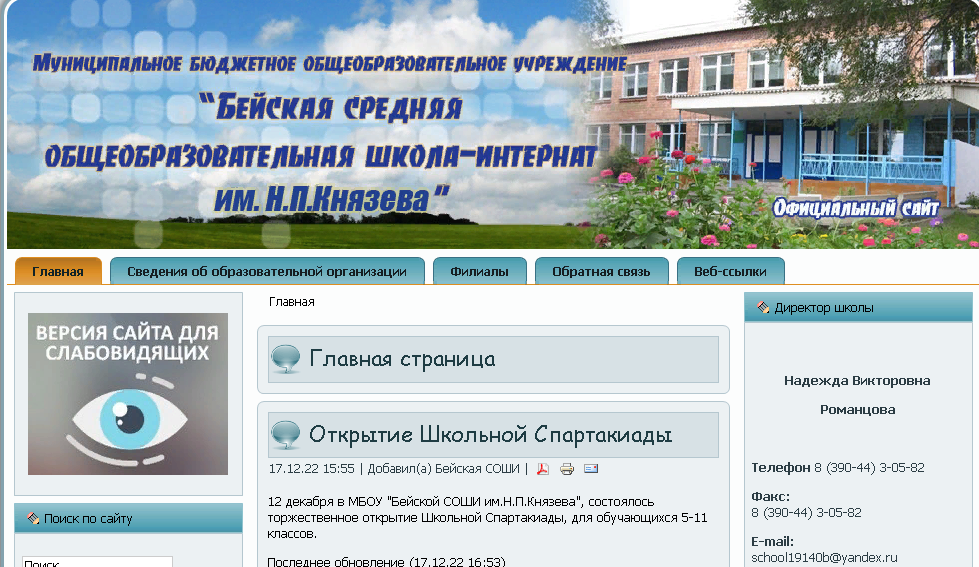 Муниципальное бюджетное общеобразовательное учреждение
"Бейская средняя
общеобразовательная школа-интернат
им. Н.П.Князева"
Официальный сайт
Главная
Сведения об образовательной организации
Филиалы
Обратная связь
Веб-ссылки
ВЕРСИЯ САЙТА ДЛЯ
СЛАБОВИДЯЩИХ
Поиск по сайту
Поиск...
Главная
Главная страница
Открытие Школьной Спартакиады
17.12.22 15:55 | Добавил(а) Бейская СОШИ |
12 декабря в МБОУ "Бейской СОШИ им.Н.П.Князева", состоялось
торжественное открытие Школьной Спартакиады, для обучающихся 5-11
классов.
Последнее обновление (17.12.22 16:53)
Директор школы
Надежда Викторовна
Романцова
Телефон 8 (390-44) 3-05-82
Факс:
8 (390-44) 3-05-82
E-mail:
school19140b@yandex.ru